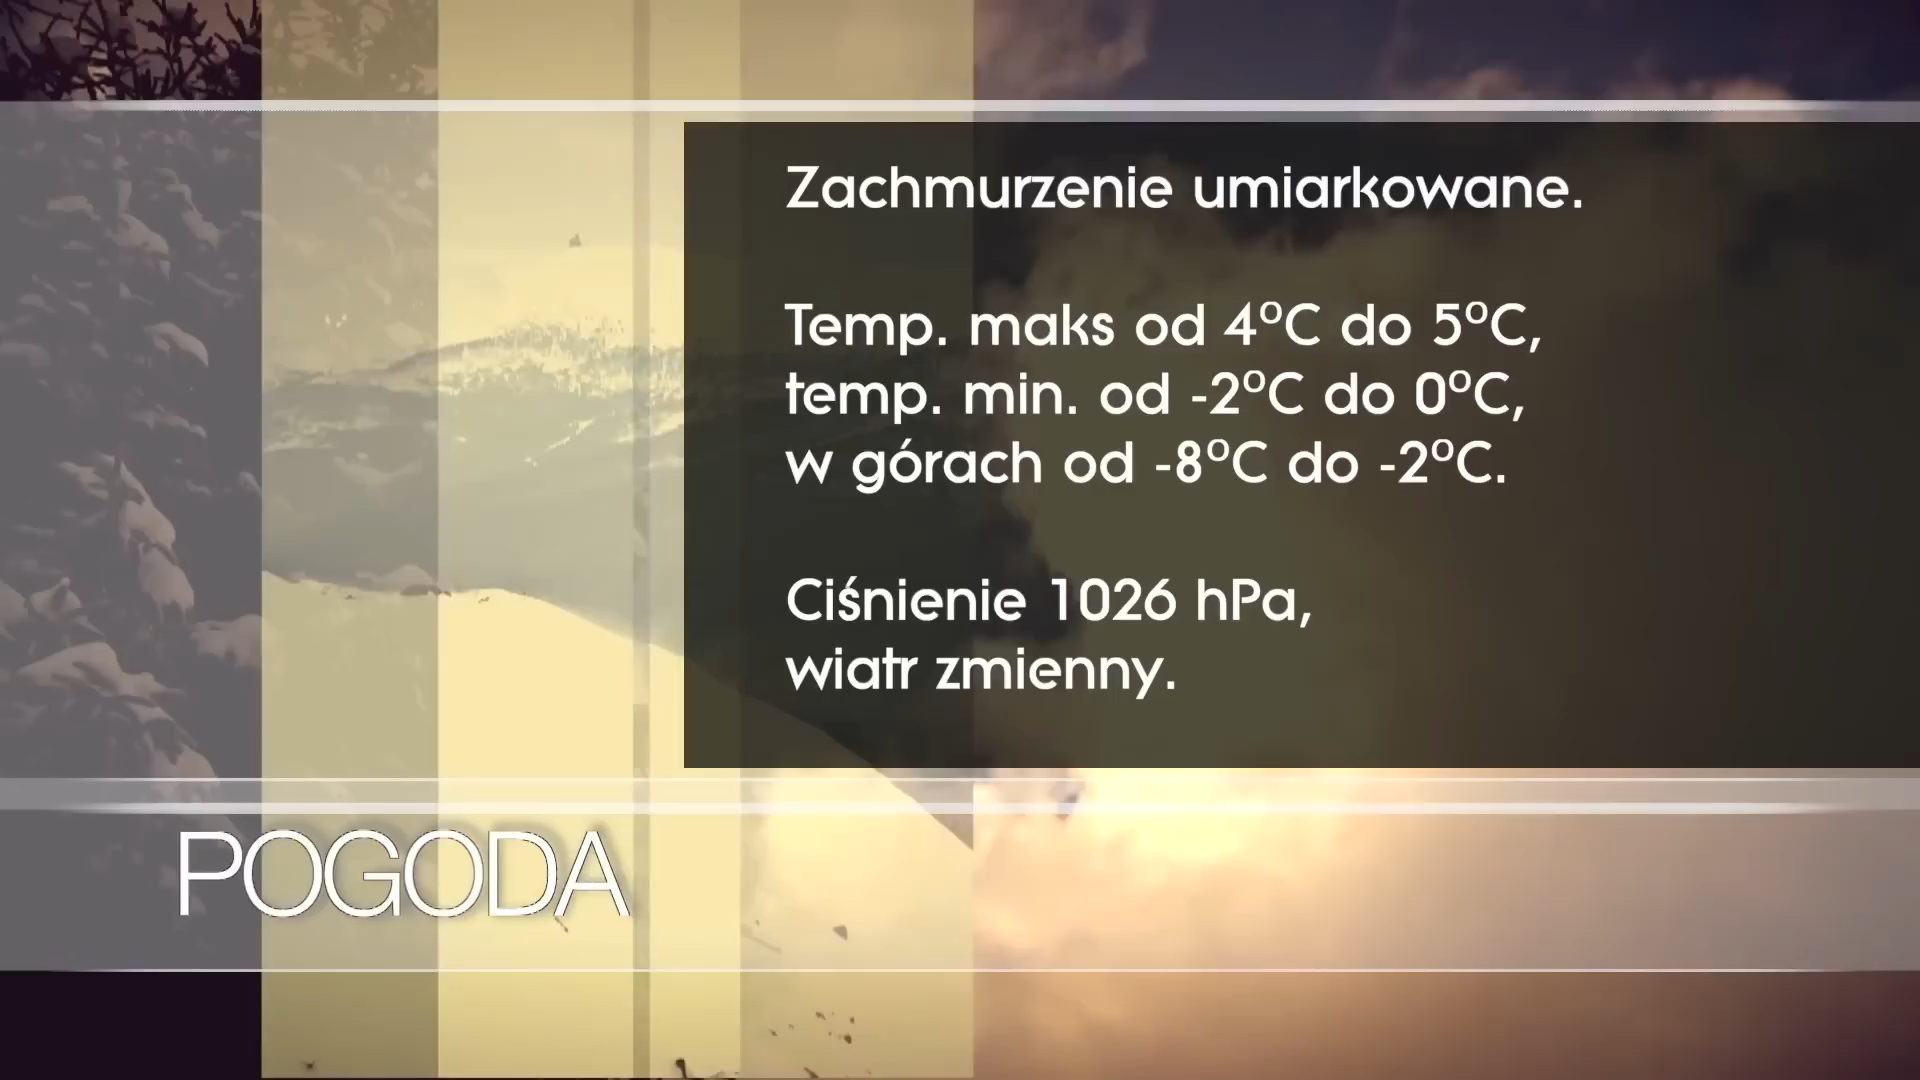 Zachmurzenie umiarkowane.
Temp. maks od 4°C do 5°C,
temp. min. od -2°C do 0°C,
w górach od -8°C do -2°C.
Ciśnienie 1026 hPa,
wiatr zmienny.
POGODA